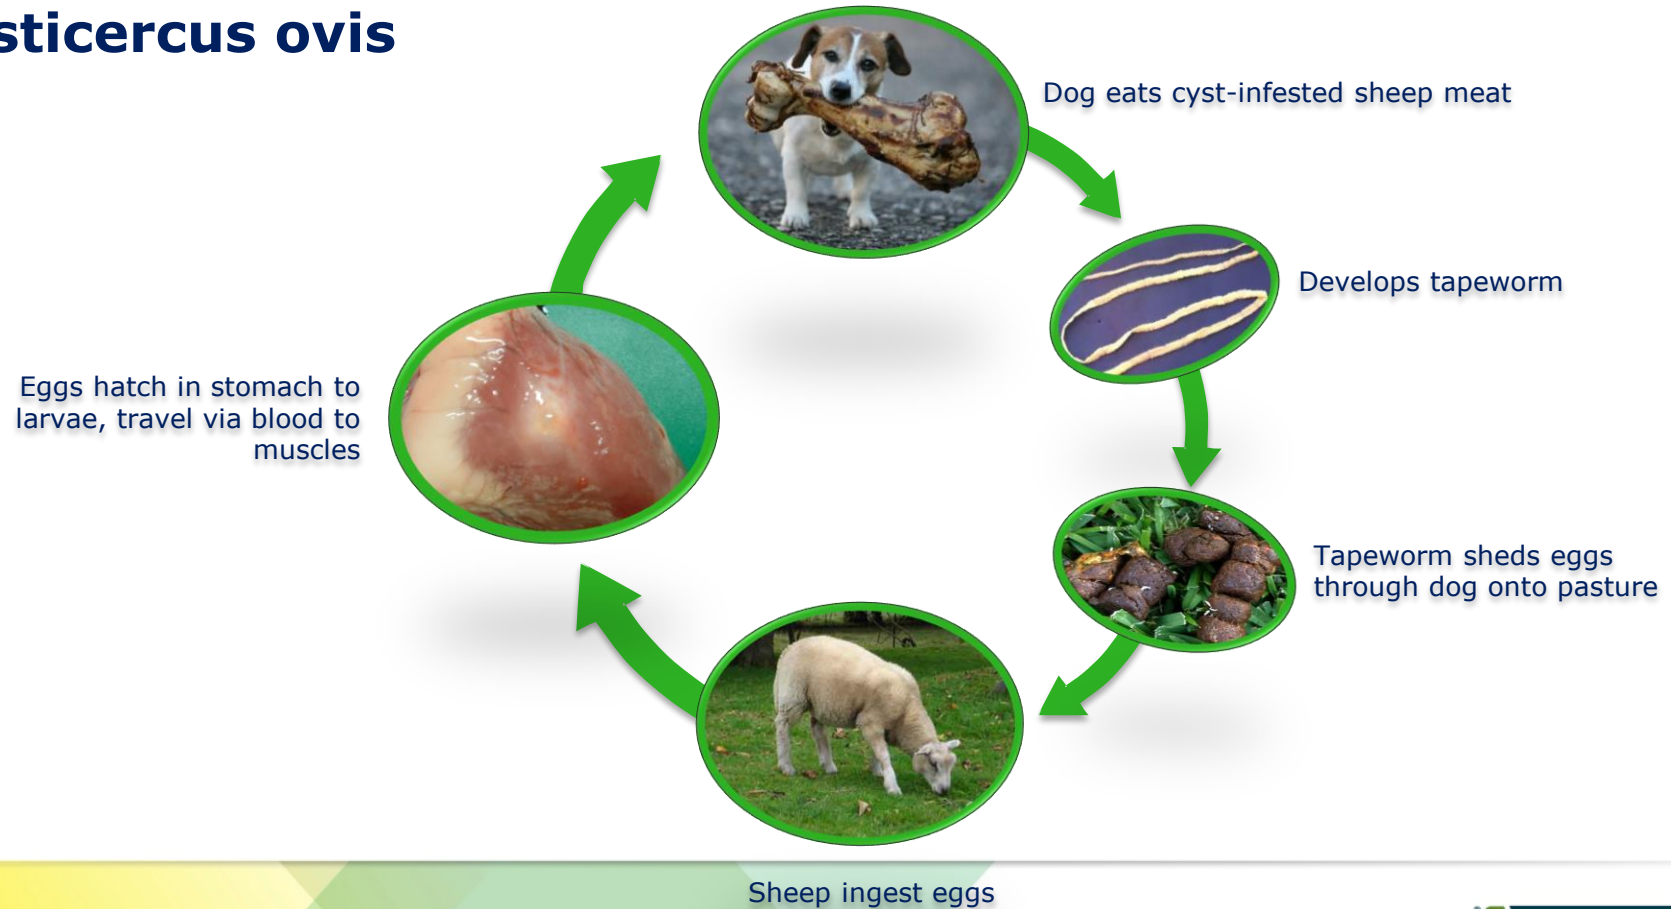 sticercus ovis
Dog eats cyst-infested sheep meat
Develops tapeworm
Eggs hatch in stomach to
larvae, travel via blood to
muscles
Tapeworm sheds eggs
through dog onto pasture
Sheep ingest eggs